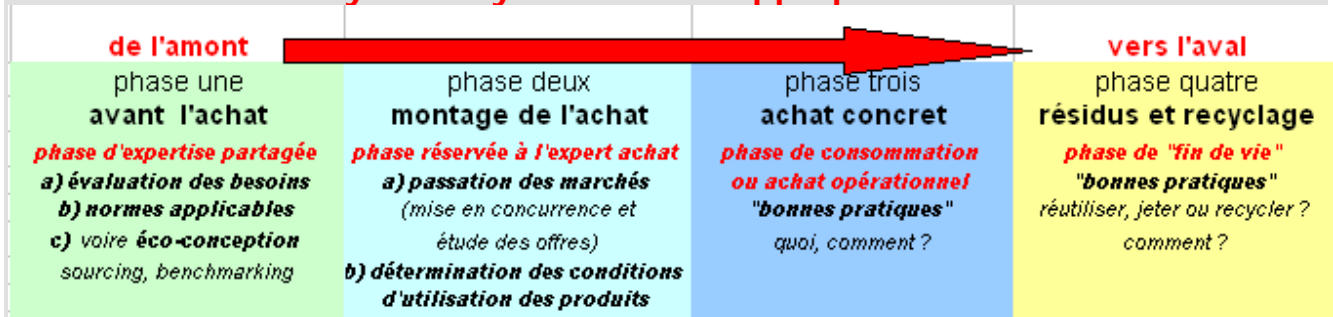 de l'amont
vers l'aval
phase une
avant l'achat
phase d'expertise partagée
a) évaluation des besoins
b) normes applicables
c) voire éco-conception
sourcing, benchmarking
phase deux
montage de l'achat
phase réservée à l'expert achat
a) passation des marchés
(mise en concurrence et
étude des offres)
b) détermination des conditions
d'utilisation des produits
phase trois
achat concret
phase de consommation
ou achat opérationnel
"bonnes pratiques"
quoi, comment ?
phase quatre
résidus et recyclage
phase de "fin de vie"
"bonnes pratiques"
réutiliser, jeter ou recycler ?
comment ?